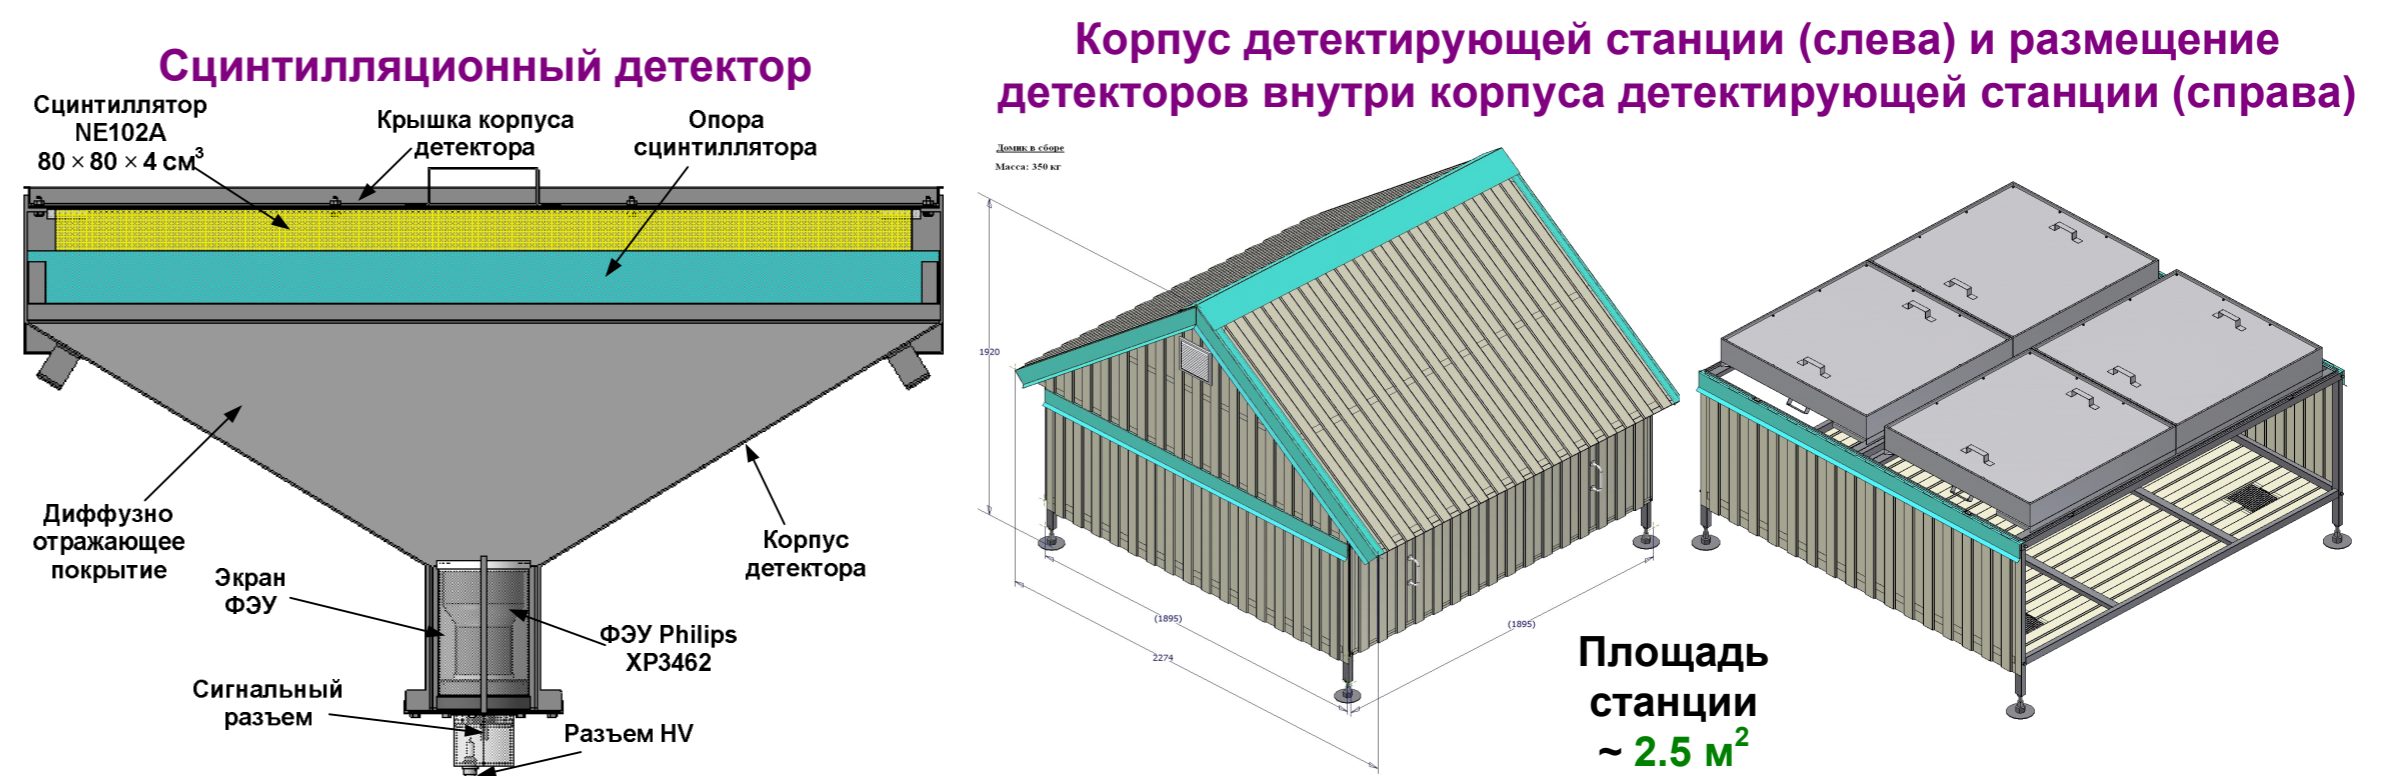 Сцинтилляционный детектор
Сцинтиллятор
NE102A
80 × 80 × 4 см³
Крышка корпуса
детектора
Опора
сцинтиллятора
Диффузно
отражающее
покрытие
Экран
ФЭУ
Корпус
детектора
ФЭУ Philips
XP3462
Сигнальный
разъем
Разъем HV
Корпус детектирующей станции (слева) и размещение
детекторов внутри корпуса детектирующей станции (справа)
Домик в сборе
Масса: 350 кг
1920
(1895)
(1895)
2274
Площадь
станции
~ 2.5 м²